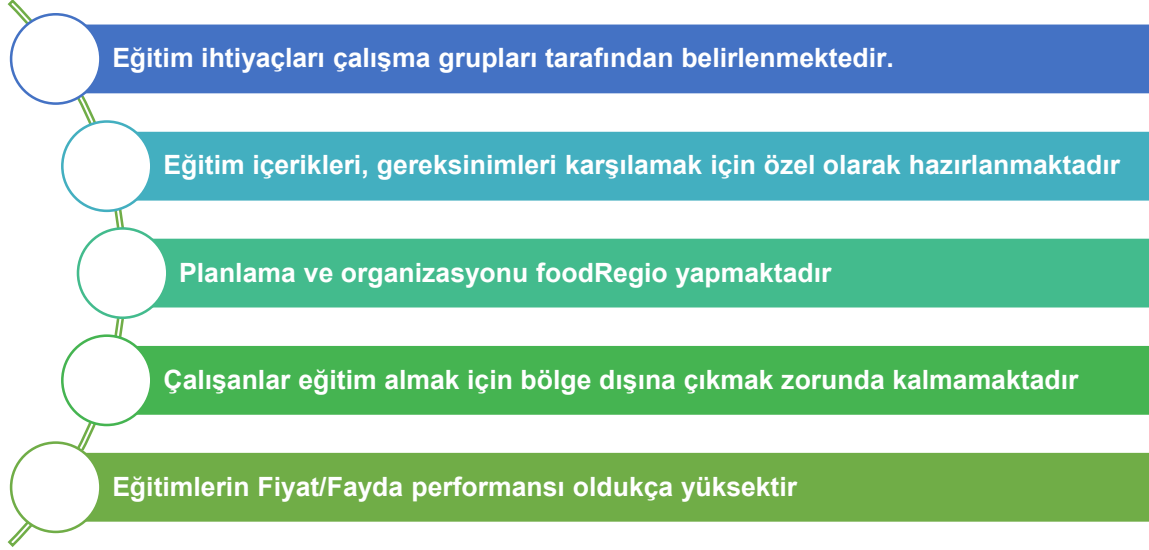 Eğitim ihtiyaçları çalışma grupları tarafından belirlenmektedir.
Eğitim içerikleri, gereksinimleri karşılamak için özel olarak hazırlanmaktadır
Planlama ve organizasyonu foodRegio yapmaktadır
Çalışanlar eğitim almak için bölge dışına çıkmak zorunda kalmamaktadır
Eğitimlerin Fiyat/Fayda performansı oldukça yüksektir